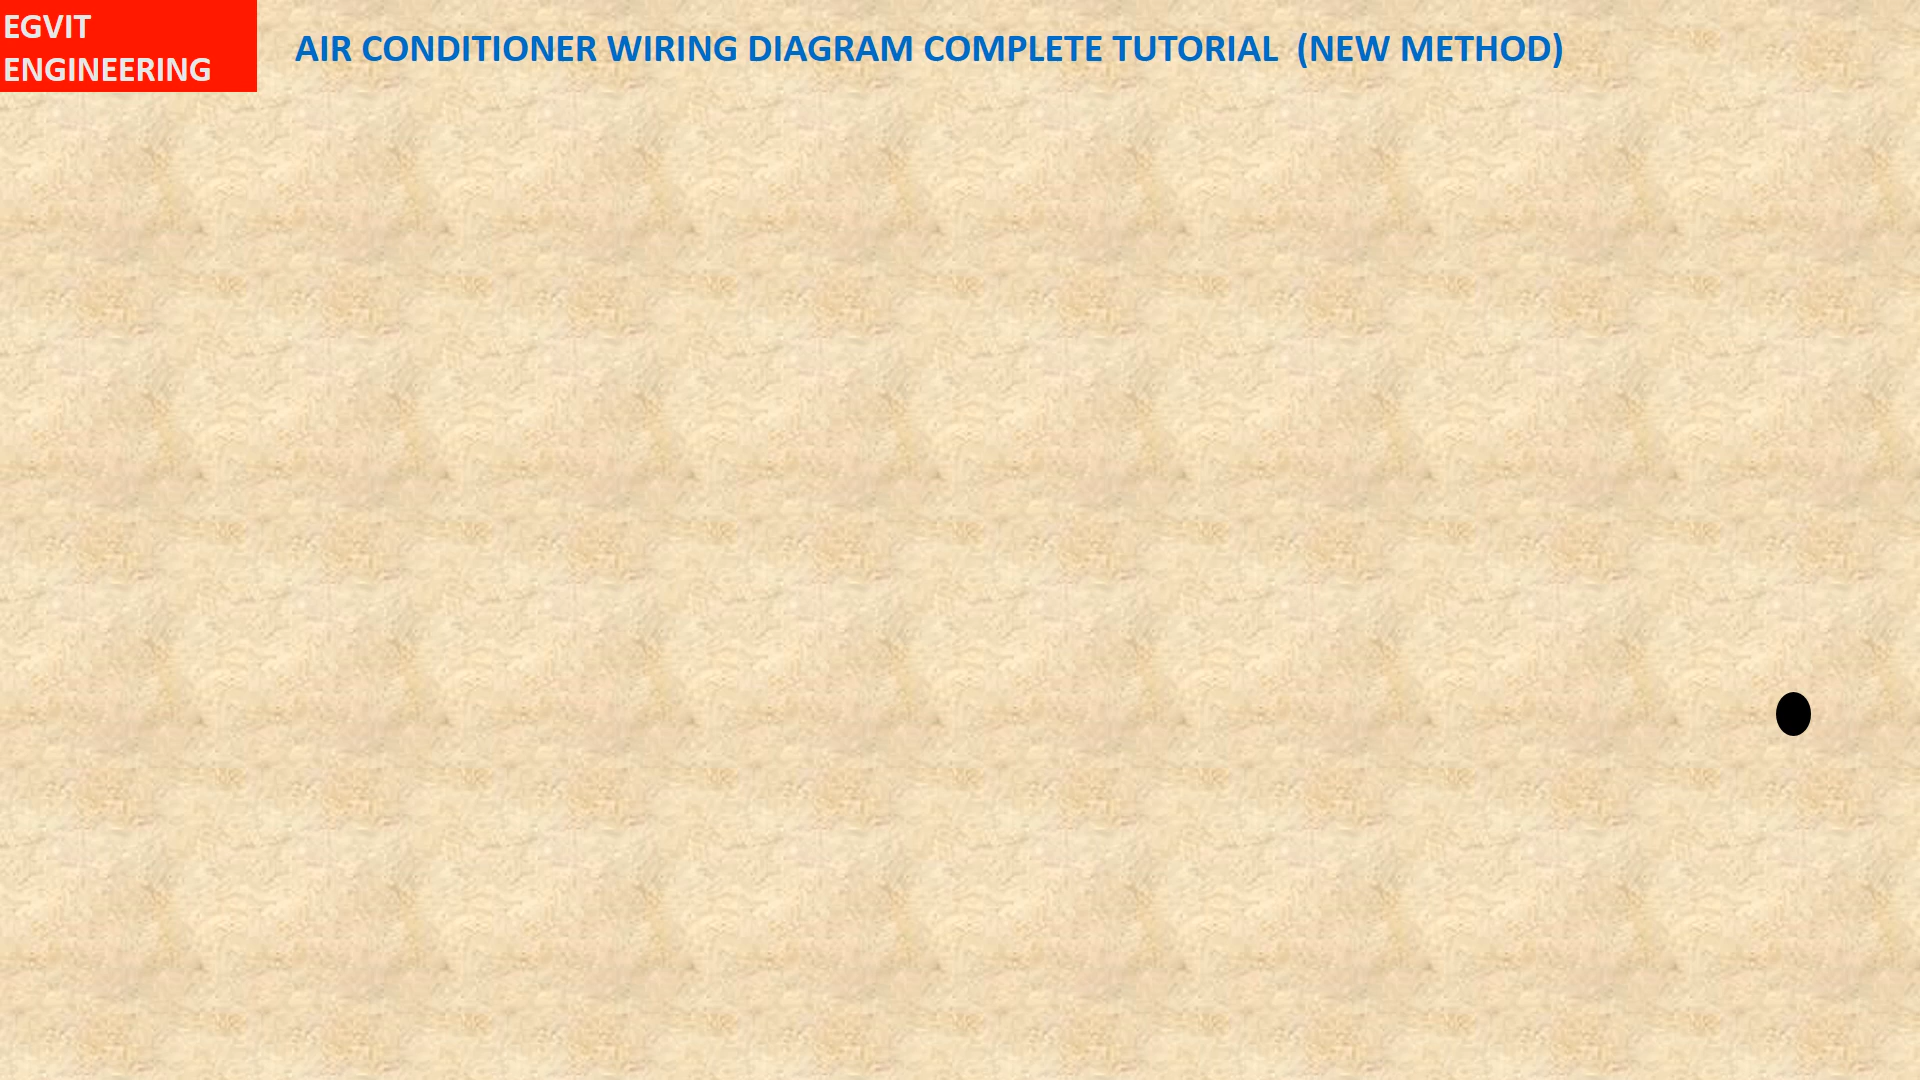 EGVIT
ENGINEERING
AIR CONDITIONER WIRING DIAGRAM COMPLETE TUTORIAL (NEW METHOD)